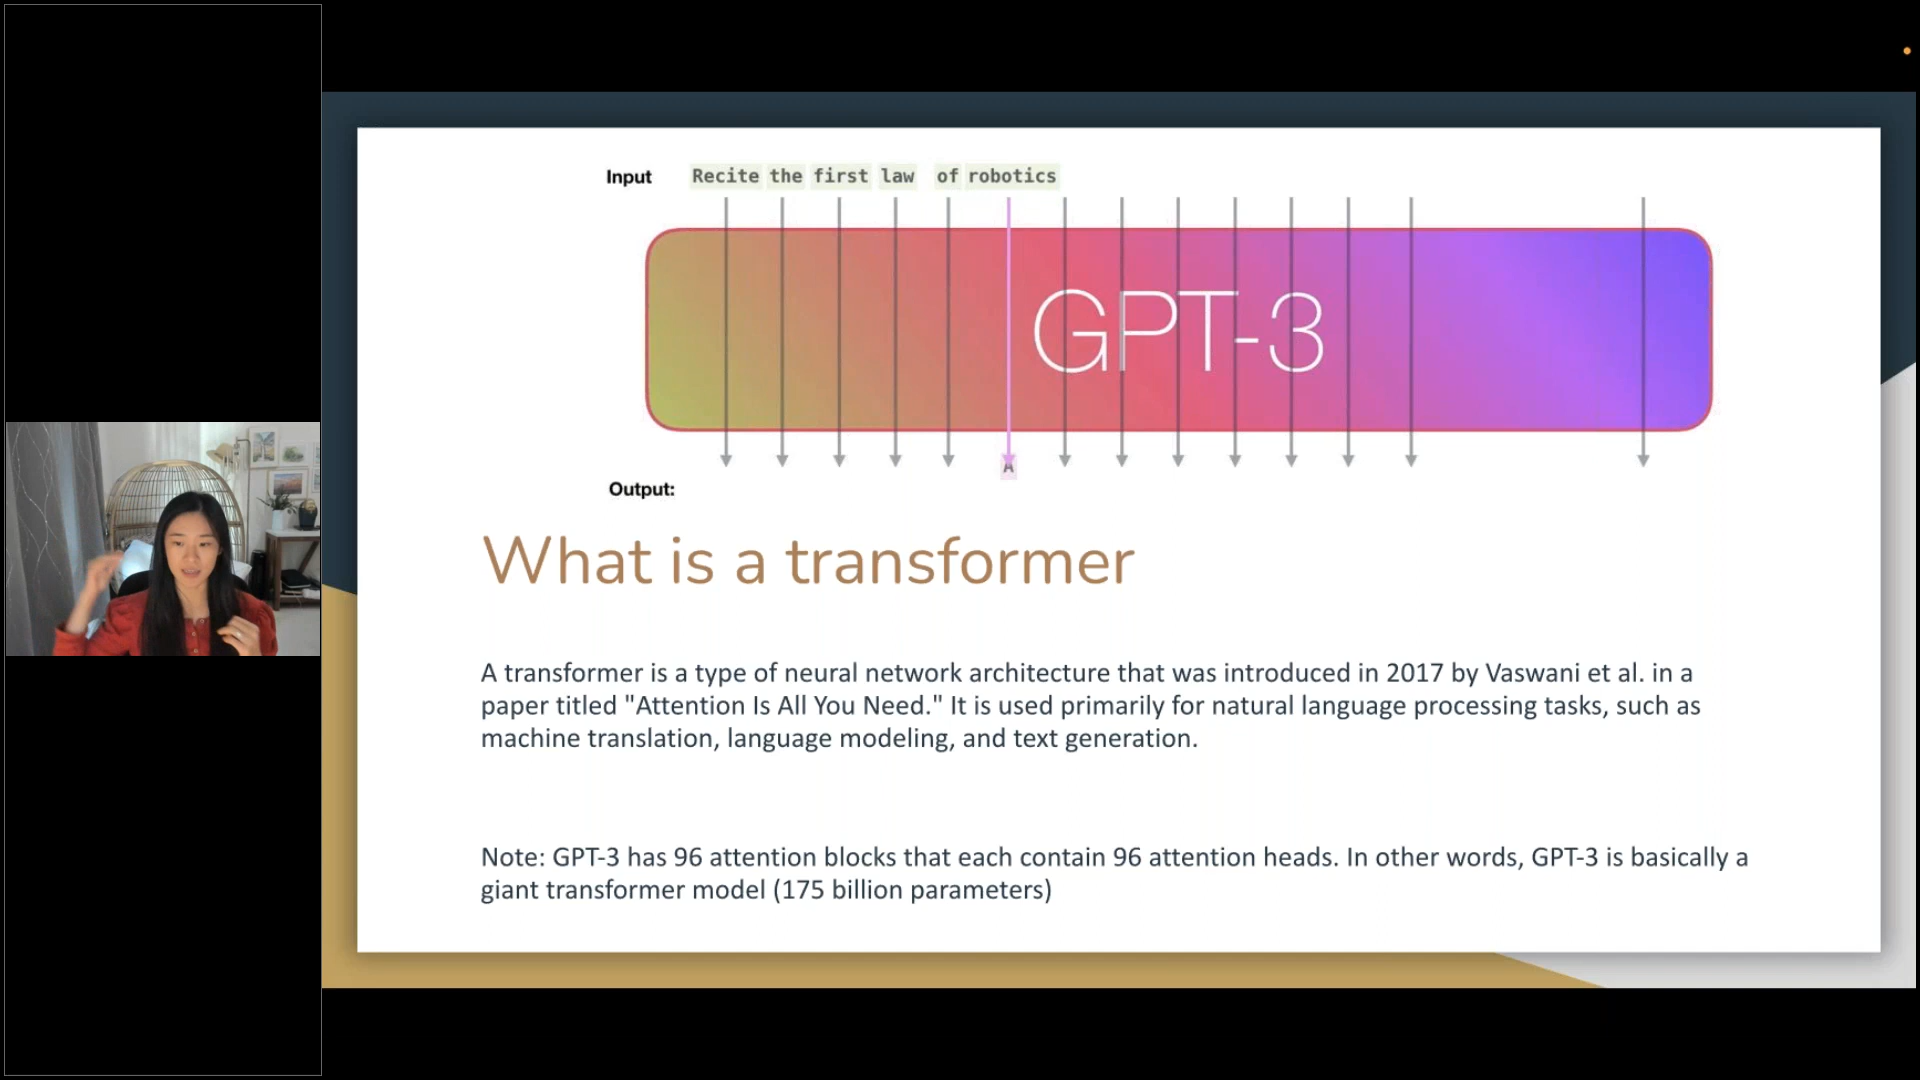 Input Recite the first law of robotics
GPT-3
A
Output:
What is a transformer
A transformer is a type of neural network architecture that was introduced in 2017 by Vaswani et al. in a
paper titled "Attention Is All You Need." It is used primarily for natural language processing tasks, such as
machine translation, language modeling, and text generation.
Note: GPT-3 has 96 attention blocks that each contain 96 attention heads. In other words, GPT-3 is basically a
giant transformer model (175 billion parameters)